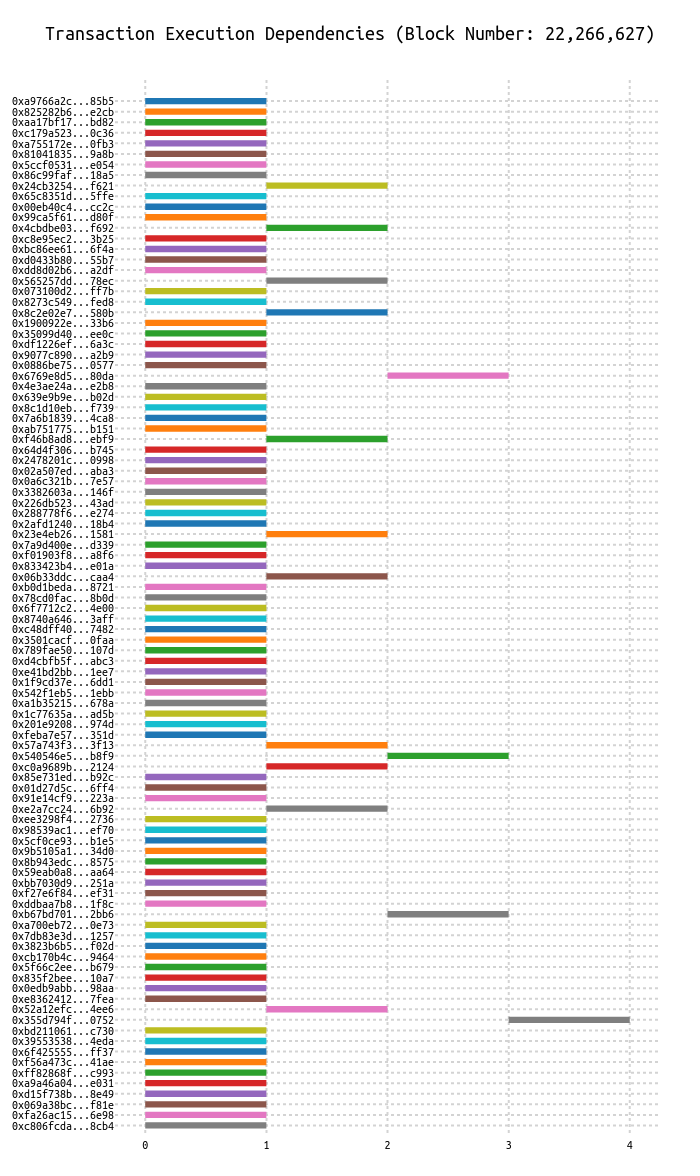 Transaction Execution Dependencies (Block Number: 22,266,627)
0xa9766a2c...85b5
0x825282b6...e2cb
0xaa17bf17...bd82
0xc179a523...0c36
0xa755172e...0fb3
0x81041835...9a8b
0x5ccf0531...e054
0x86c99faf...18a5
0x24cb3254...f621
0x65c8351d...5ffe
0x00eb40c4...cc2c
0x99ca5f61...d80f
0x4cbdbe03...f692
0xc8e95ec2...3b25
0xbc86ee61...6f4a
0xd0433b80...55b7
0xdd8d02b6...a2df
0x565257dd...78ec
0x073100d2...ff7b
0x8273c549...fed8
0x8c2e02e7...580b
0x1900922e...33b6
0x35099d40...ee0c
0xdf1226ef...6a3c
0x9077c890...a2b9
0x0886be75...0577
0x6769e8d5...80da
0x4e3ae24a...e2b8
0x639e9b9e...b02d
0x8c1d10eb...f739
0x7a6b1839...4ca8
0xab751775...b151
0xf46b8ad8...ebf9
0x64d4f306...b745
0x2478201c...0998
0x02a507ed...aba3
0x0a6c321b...7e57
0x3382603a...146f
0x226db523...43ad
0x288778f6...e274
0x2afd1240...18b4
0x23e4eb26...1581
0x7a9d400e...d339
0xf01903f8...a8f6
0x833423b4...e01a
0x06b33ddc...caa4
0xb0d1beda...8721
0x78cd0fac...8b0d
0x6f7712c2...4e00
0x8740a646...3aff
0xc48dff40...7482
0x3501cacf...0faa
0x789fae50...107d
0xd4cbfb5f...abc3
0xe41bd2bb...1ee7
0x1f9cd37e...6dd1
0x542f1eb5...1ebb
0xa1b35215...678a
0x1c77635a...ad5b
0x201e9208...974d
0xfeba7e57...351d
0x57a743f3...3f13
0x540546e5...b8f9
0xc0a9689b...2124
0x85e731ed...b92c
0x01d27d5c...6ff4
0x91e14cf9...223a
0xe2a7cc24...6b92
0xee3298f4...2736
0x98539ac1...ef70
0x5cf0ce93...b1e5
0x9b5105a1...34d0
0x8b943edc...8575
0x59eab0a8...aa64
0xbb7030d9...251a
0xf27e6f84...ef31
0xddbaa7b8...1f8c
0xb67bd701...2bb6
0xa700eb72...0e73
0x7db83e3d...1257
0x3823b6b5...f02d
0xcb170b4c...9464
0x5f66c2ee...b679
0x835f2bee...10a7
0x0edb9abb...98aa
0xe8362412...7fea
0x52a12efc...4ee6
0x355d794f...0752
0xbd211061...c730
0x39553538...4eda
0x6f425555...ff37
0xf56a473c...41ae
0xff82868f...c993
0xa9a46a04...e031
0xd15f738b...8e49
0x069a38bc...f81e
0xfa26ac15...6e98
0xc806fcda...8cb4
0 1 2 3 4